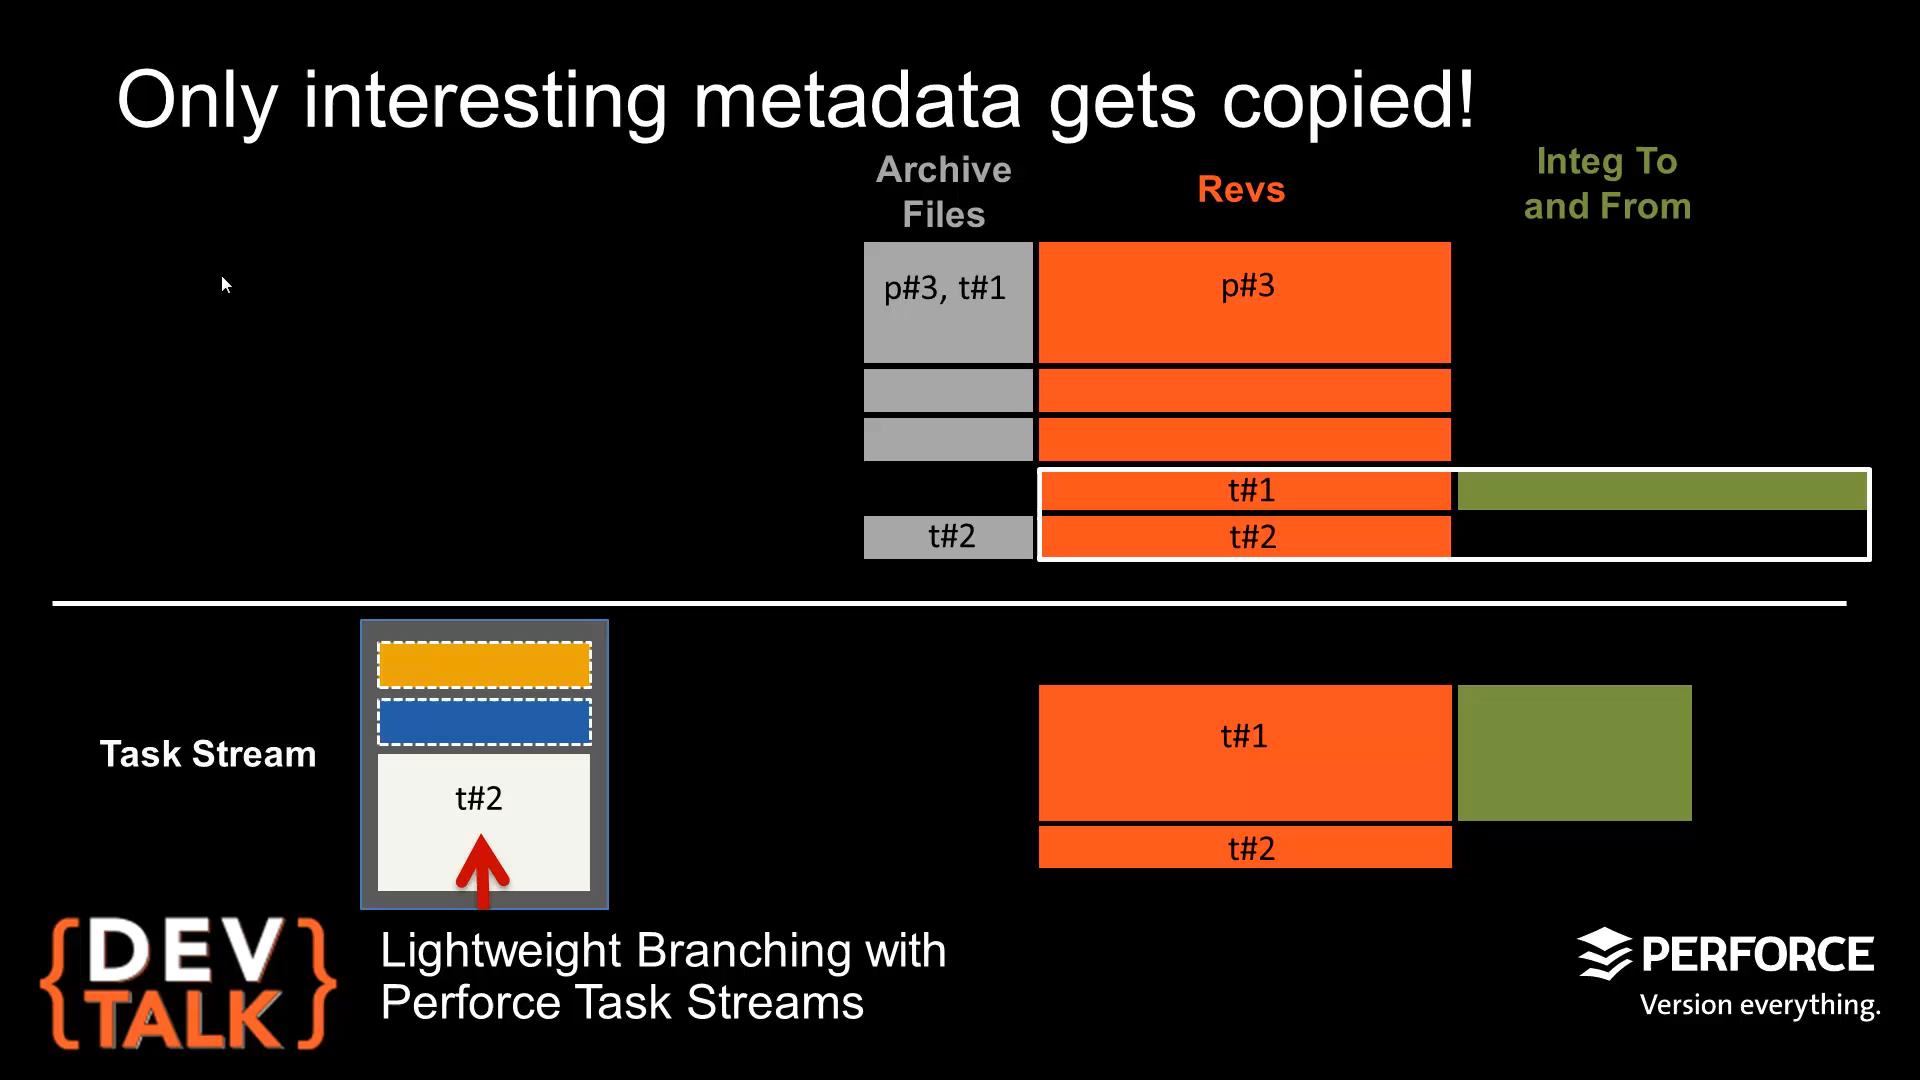 Only interesting metadata gets copied!
Archive
Files
Revs
Integ To
and From
p#3, t#1
p#3
t#1
t#2
t#2
Task Stream
t#2
t#1
t#2
{DEV
TALK}
Lightweight Branching with
Perforce Task Streams
PERFORCE
Version everything.